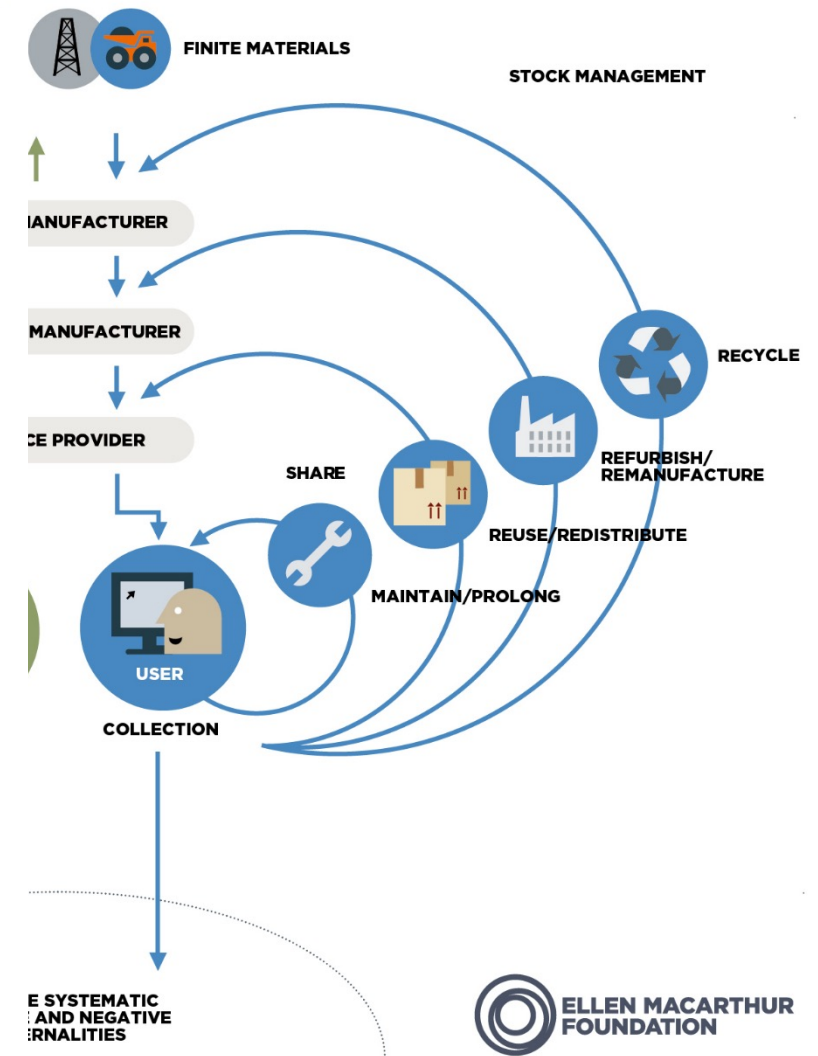 FINITE MATERIALS
STOCK MANAGEMENT
MANUFACTURER
RECYCLE
MANUFACTURER
CE PROVIDER
REFURBISH/
REMANUFACTURE
SHARE
REUSE/REDISTRIBUTE
MAINTAIN/PROLONG
USER
COLLECTION
E SYSTEMATIC
E AND NEGATIVE
ERNALITIES
ELLEN MACARTHUR
FOUNDATION